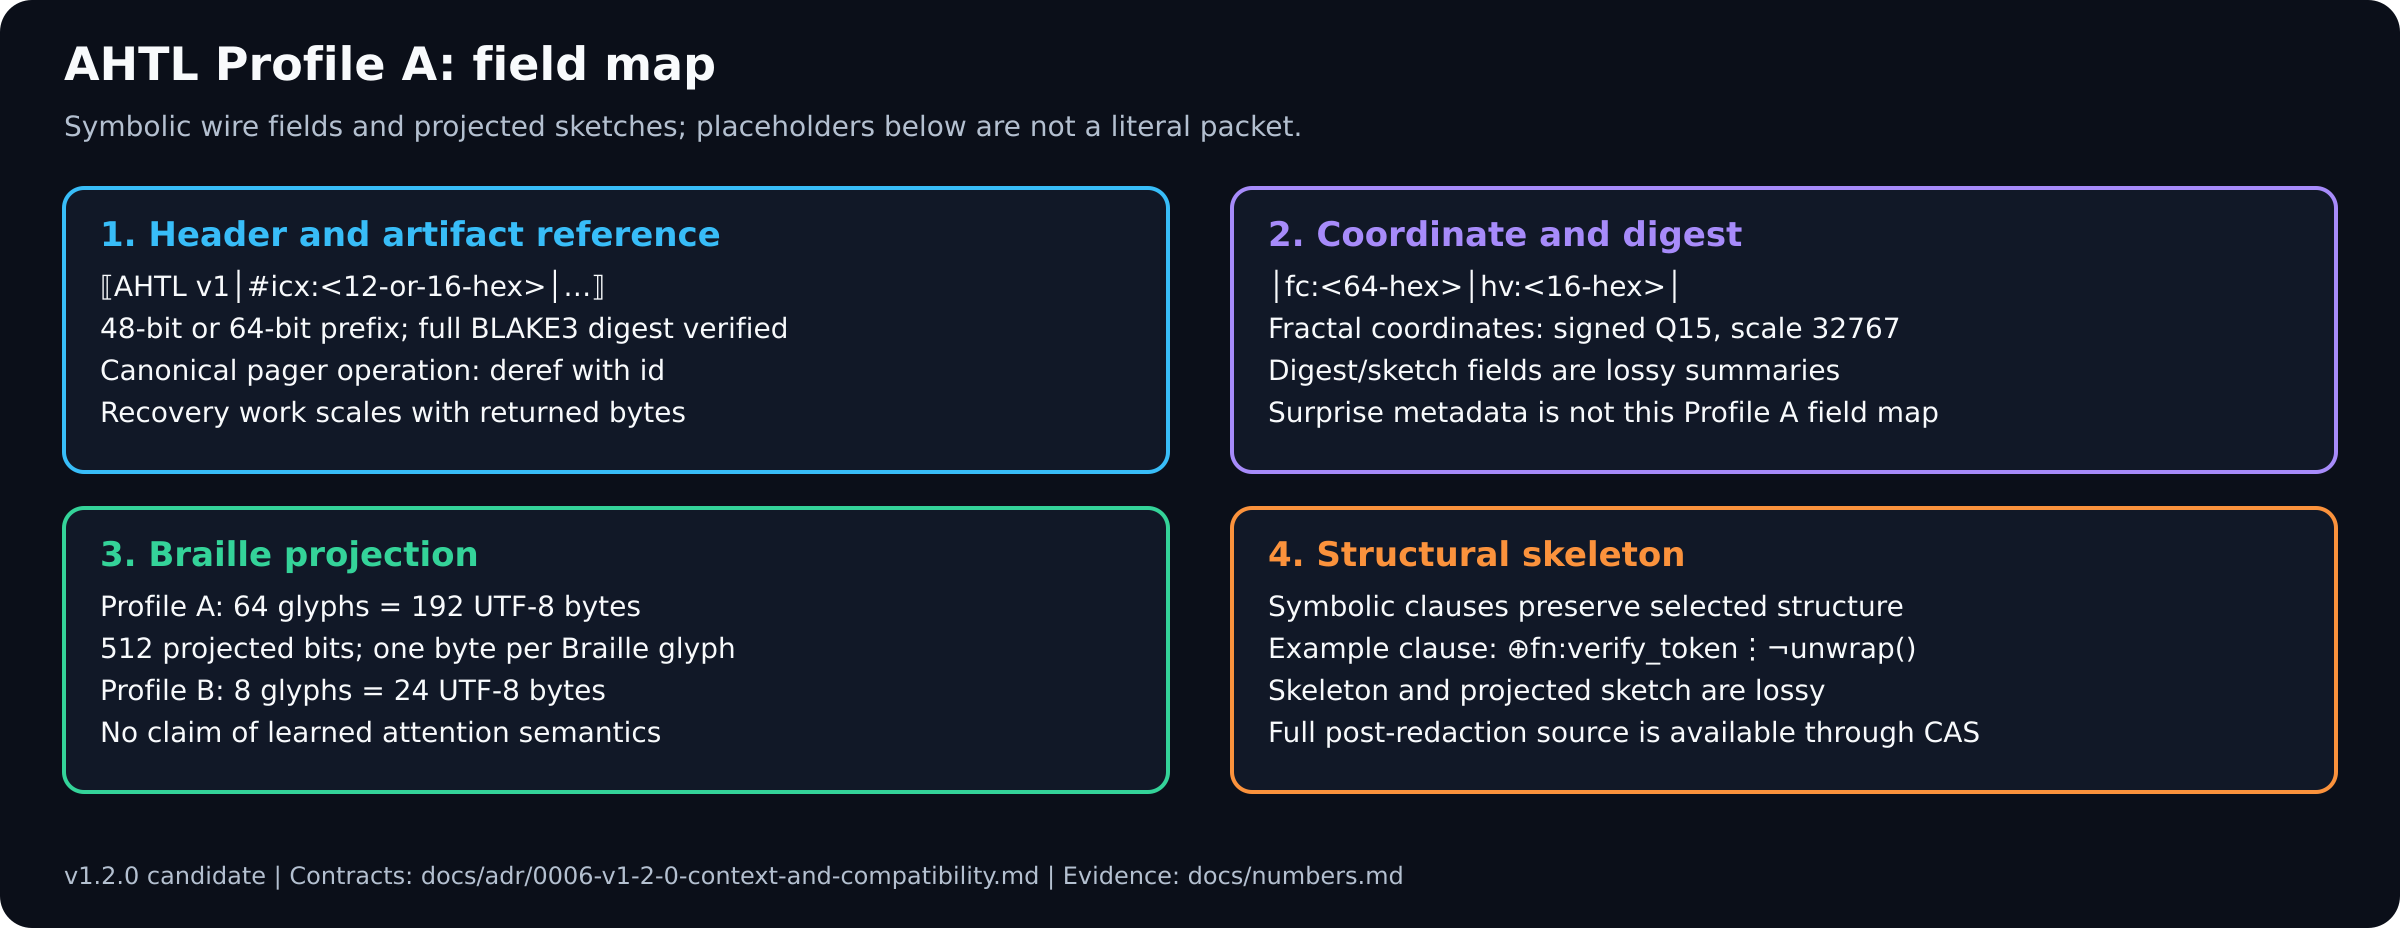 AHTL Profile A: field map
Symbolic wire fields and projected sketches; placeholders below are not a literal packet.
1. Header and artifact reference
⟦AHTL v1│#icx:<12-or-16-hex>│…⟧
48-bit or 64-bit prefix; full BLAKE3 digest verified
Canonical pager operation: deref with id
Recovery work scales with returned bytes
2. Coordinate and digest
│fc:<64-hex>│hv:<16-hex>│
Fractal coordinates: signed Q15, scale 32767
Digest/sketch fields are lossy summaries
Surprise metadata is not this Profile A field map
3. Braille projection
Profile A: 64 glyphs = 192 UTF-8 bytes
512 projected bits; one byte per Braille glyph
Profile B: 8 glyphs = 24 UTF-8 bytes
No claim of learned attention semantics
4. Structural skeleton
Symbolic clauses preserve selected structure
Example clause: ⊕fn:verify_token⋮¬unwrap()
Skeleton and projected sketch are lossy
Full post-redaction source is available through CAS
v1.2.0 candidate | Contracts: docs/adr/0006-v1-2-0-context-and-compatibility.md | Evidence: docs/numbers.md